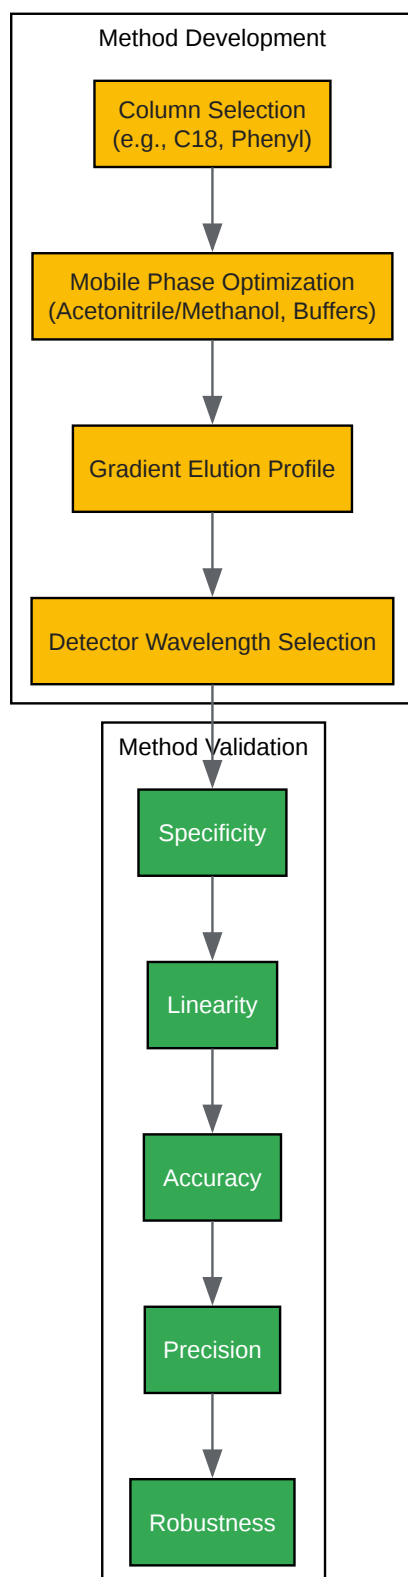 Method Development
Column Selection
(e.g., C18, Phenyl)
Mobile Phase Optimization
(Acetonitrile/Methanol, Buffers)
Gradient Elution Profile
Detector Wavelength Selection
Method Validation
Specificity
Linearity
Accuracy
Precision
Robustness